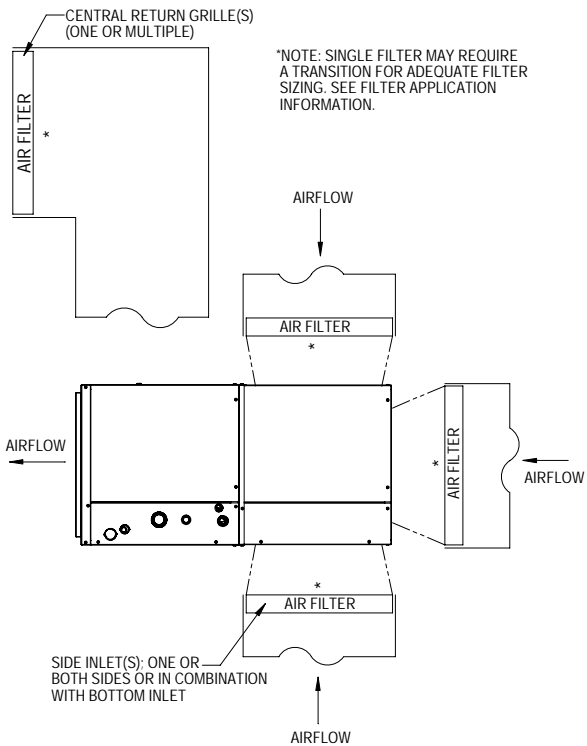 CENTRAL RETURN GRILLE(S)
(ONE OR MULTIPLE)
*NOTE: SINGLE FILTER MAY REQUIRE
A TRANSITION FOR ADEQUATE FILTER
SIZING. SEE FILTER APPLICATION
INFORMATION.
AIR FILTER
*
AIRFLOW
AIR FILTER
*
AIRFLOW
*
AIR FILTER
AIRFLOW
*
AIR FILTER
SIDE INLET(S); ONE OR
BOTH SIDES OR IN COMBINATION
WITH BOTTOM INLET
AIRFLOW